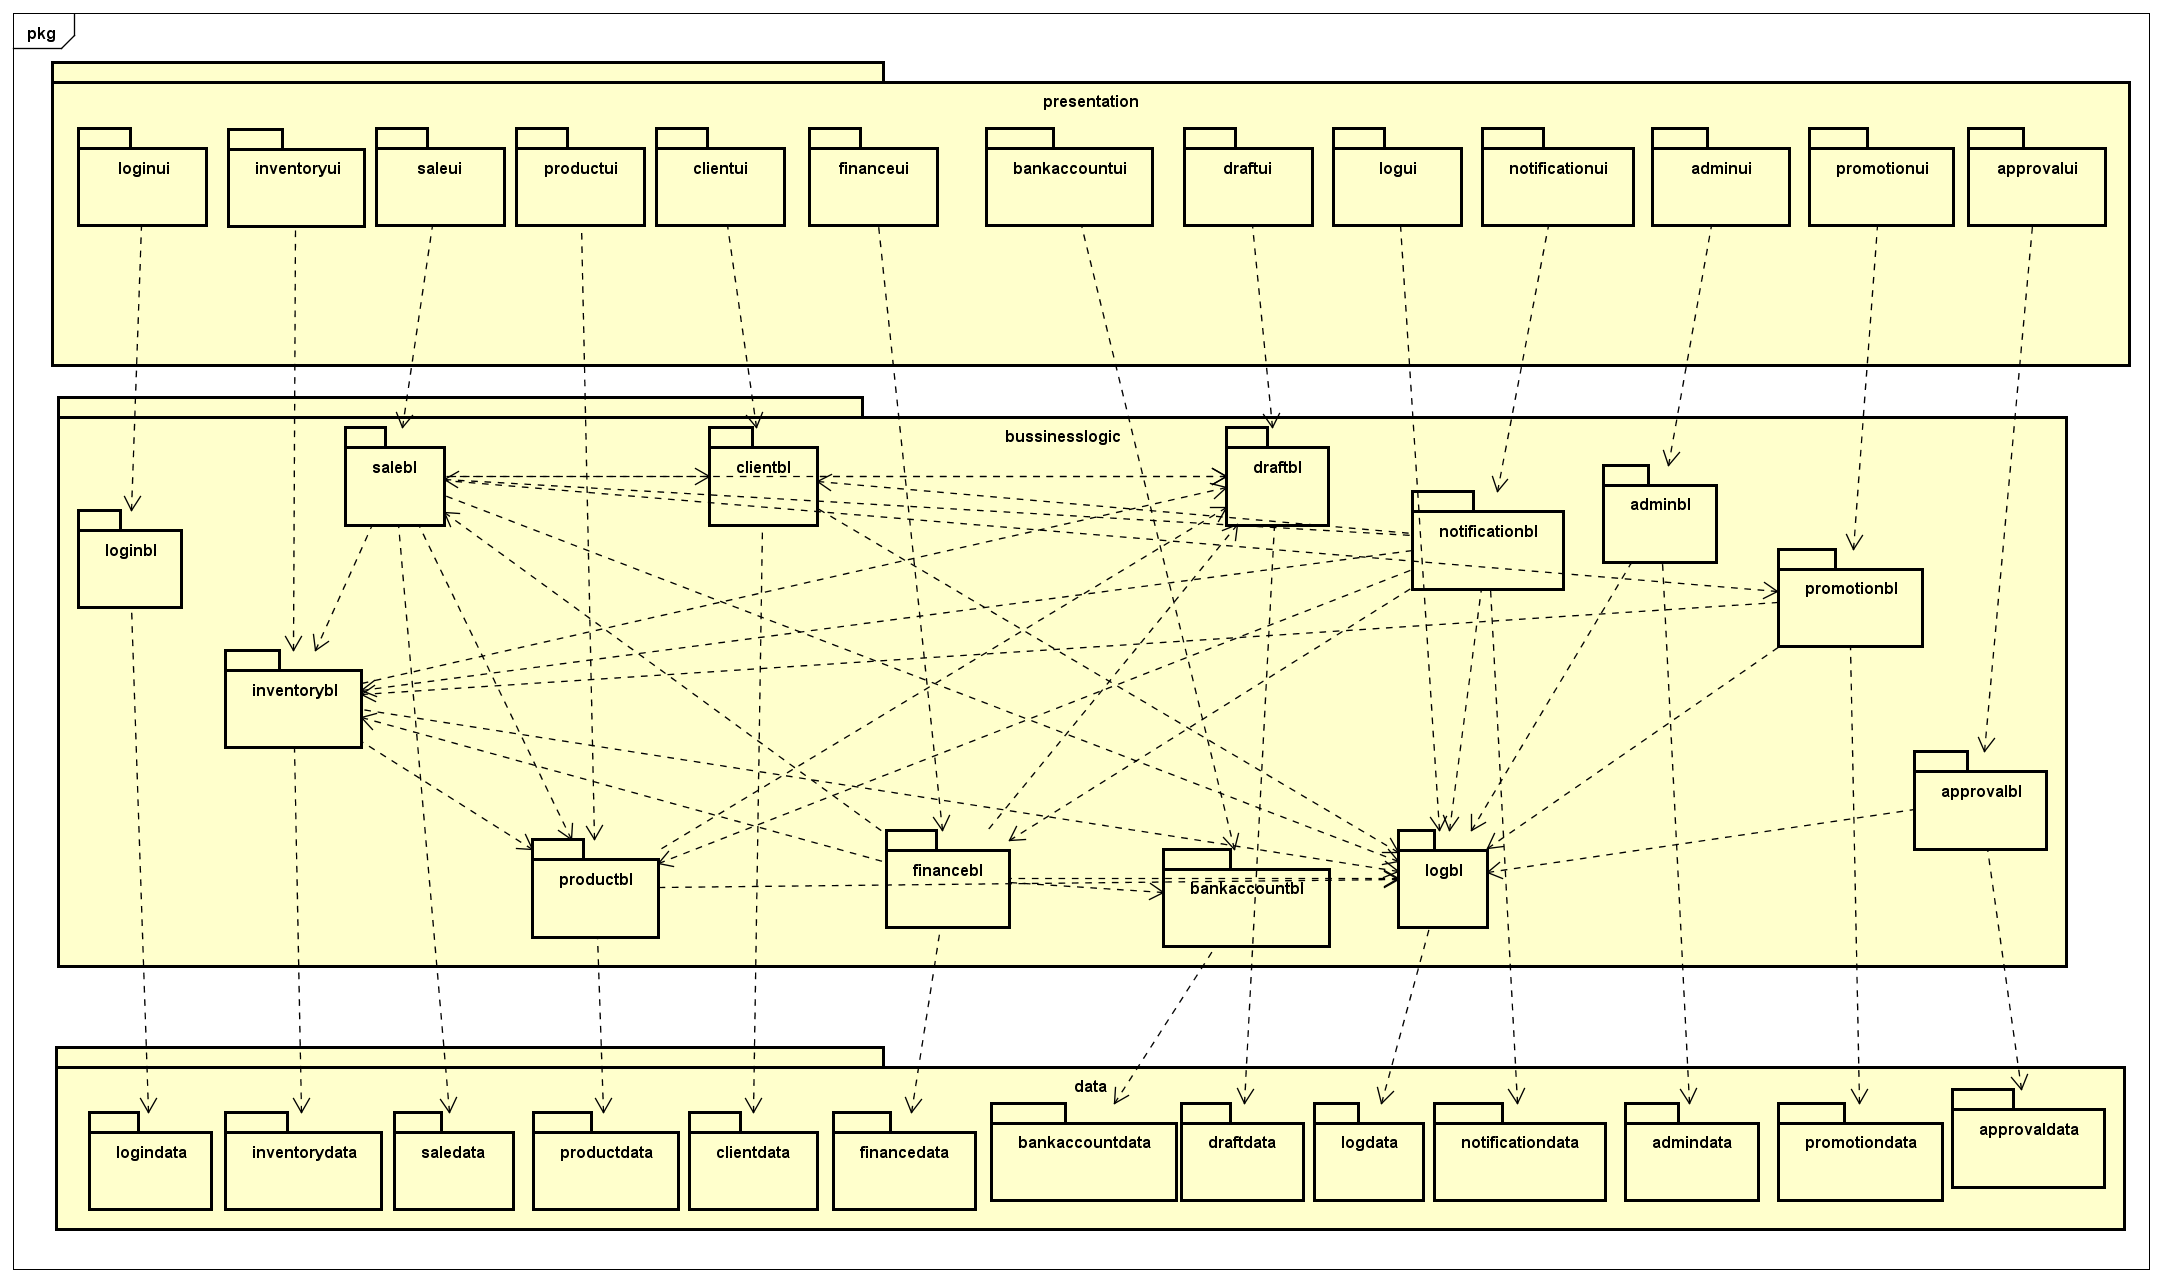 pkg
presentation
loginui
inventoryui
saleui
productui
clientui
financeui
bankaccountui
draftui
logui
notificationui
adminui
promotionui
approvalui
bussinesslogic
salebl
clientbl
draftbl
notificationbl
adminbl
loginbl
promotionbl
inventorybl
approvalbl
productbl
financebl
bankaccountbl
logbl
data
logindata
inventorydata
saledata
productdata
clientdata
financedata
bankaccountdata
draftdata
logdata
notificationdata
admindata
promotiondata
approvaldata